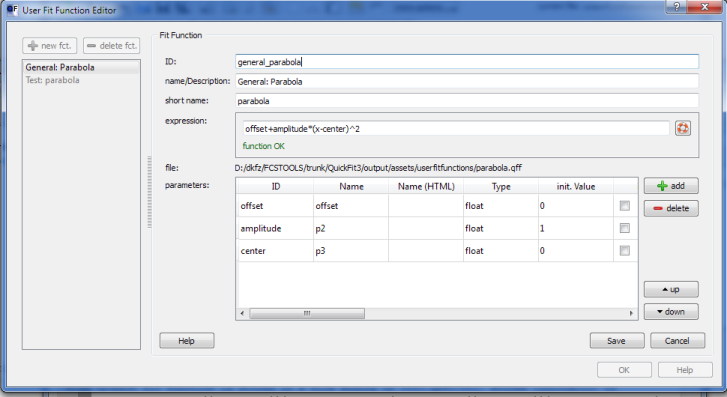 QF User Fit Function Editor
new fct. delete fct.
General: Parabola
Test: parabola
Fit Function
ID: general_parabola
name/Description: General: Parabola
short name: parabola
expression: offset+amplitude*(x-center)^2
function OK
file: D:/dkfz/FCSTOOLS/trunk/QuickFit3/output/assets/userfitfunctions/parabola.qff
parameters:
ID Name Name (HTML) Type init. Value
offset offset float 0
amplitude p2 float 1
center p3 float 0
add
delete
up
down
Help Save Cancel
OK Help